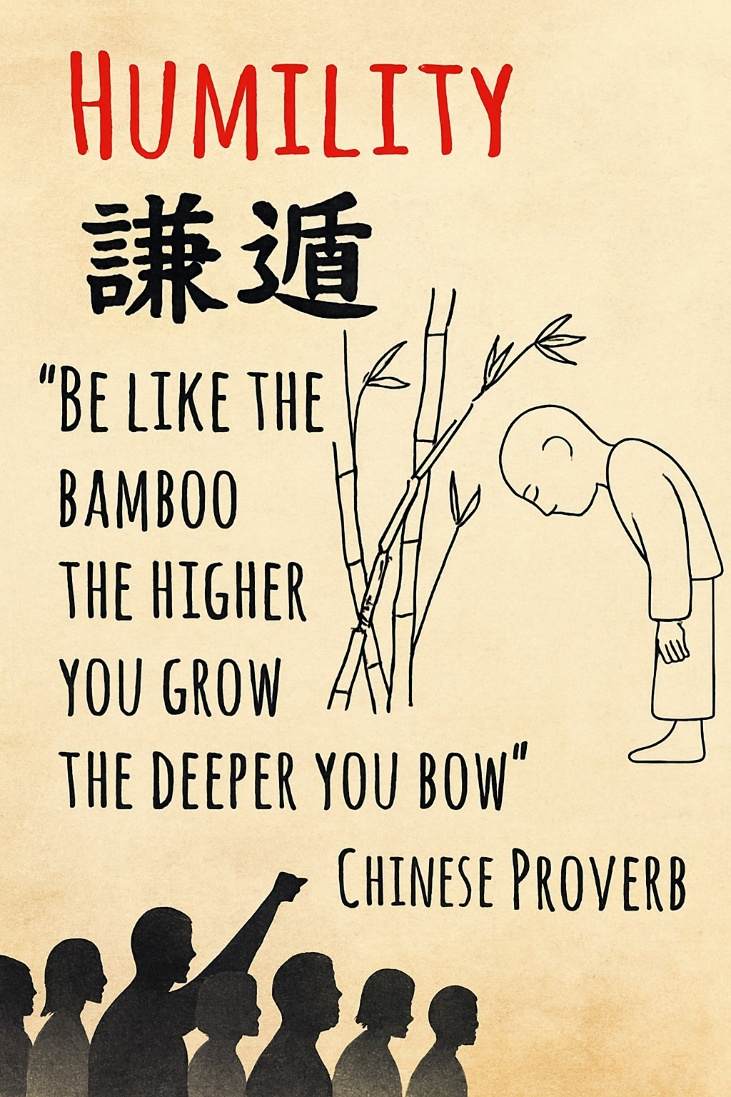 HUMILITY
謙遁
"BE LIKE THE
BAMBOO
THE HIGHER
YOU GROW
THE DEEPER YOU BOW"
CHINESE PROVERB